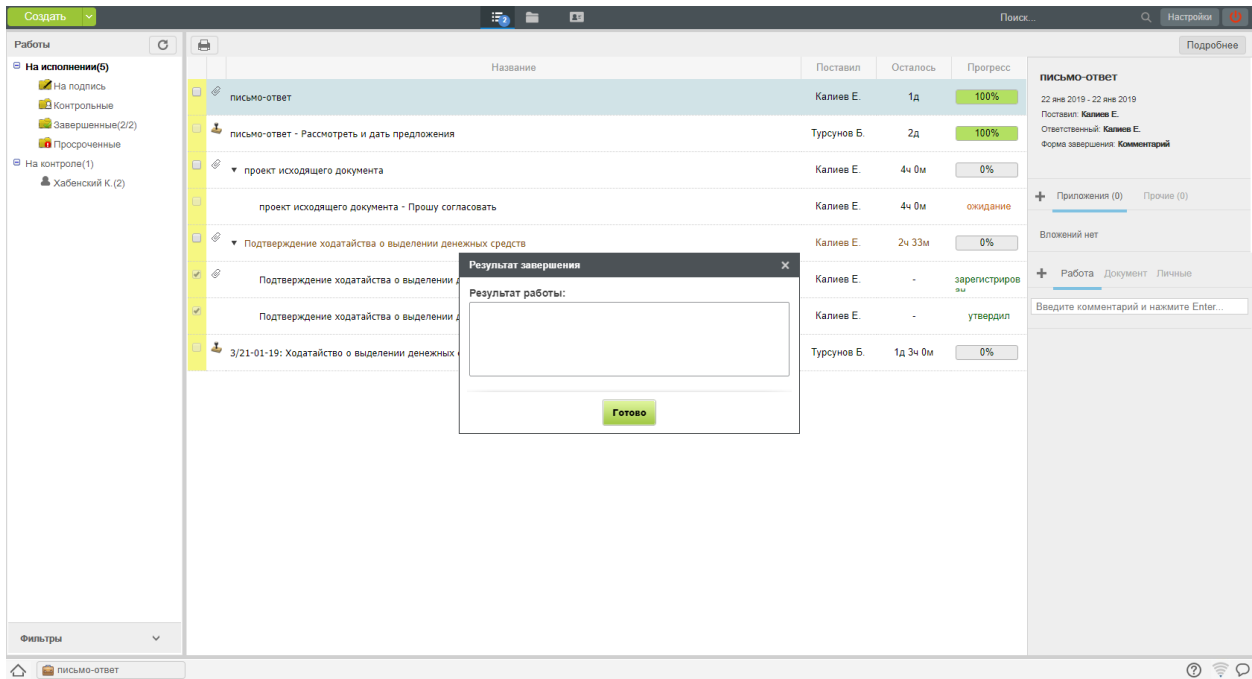 Создать
2
Поиск...
Настройки
Работы
Подробнее
На исполнении(5)
На подпись
Контрольные
Завершенные(2/2)
Просроченные
На контроле(1)
Хабенский К.(2)
Название
Поставил
Осталось
Прогресс
письмо-ответ
Калиев Е.
1д
100%
письмо-ответ - Рассмотреть и дать предложения
Турсунов Б.
2д
100%
проект исходящего документа
Калиев Е.
4ч 0м
0%
проект исходящего документа - Прошу согласовать
Калиев Е.
4ч 0м
ожидание
Подтверждение ходатайства о выделении денежных средств
Калиев Е.
2ч 33м
0%
Подтверждение ходатайства о выделении
Калиев Е.
-
зарегистриров
ан
Подтверждение ходатайства о выделении
Калиев Е.
-
утвердил
3/21-01-19: Ходатайство о выделении денежных
Турсунов Б.
1д 3ч 0м
0%
Результат завершения
Результат работы:
Готово
письмо-ответ
22 янв 2019 - 22 янв 2019
Поставил: Калиев Е.
Ответственный: Калиев Е.
Форма завершения: Комментарий
Приложения (0)
Прочие (0)
Вложений нет
Работа Документ Личные
Введите комментарий и нажмите Enter...
Фильтры
письмо-ответ